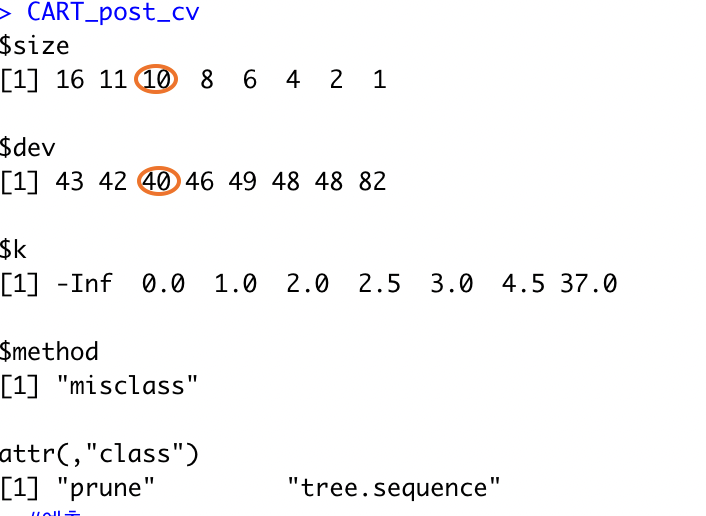 > CART_post_cv
$size
[1] 16 11 10  8  6  4  2  1
$dev
[1] 43 42 40 46 49 48 48 82
$k
[1] -Inf  0.0  1.0  2.0  2.5  3.0  4.5 37.0
$method
[1] "misclass"
attr(,"class")
[1] "prune"         "tree.sequence"